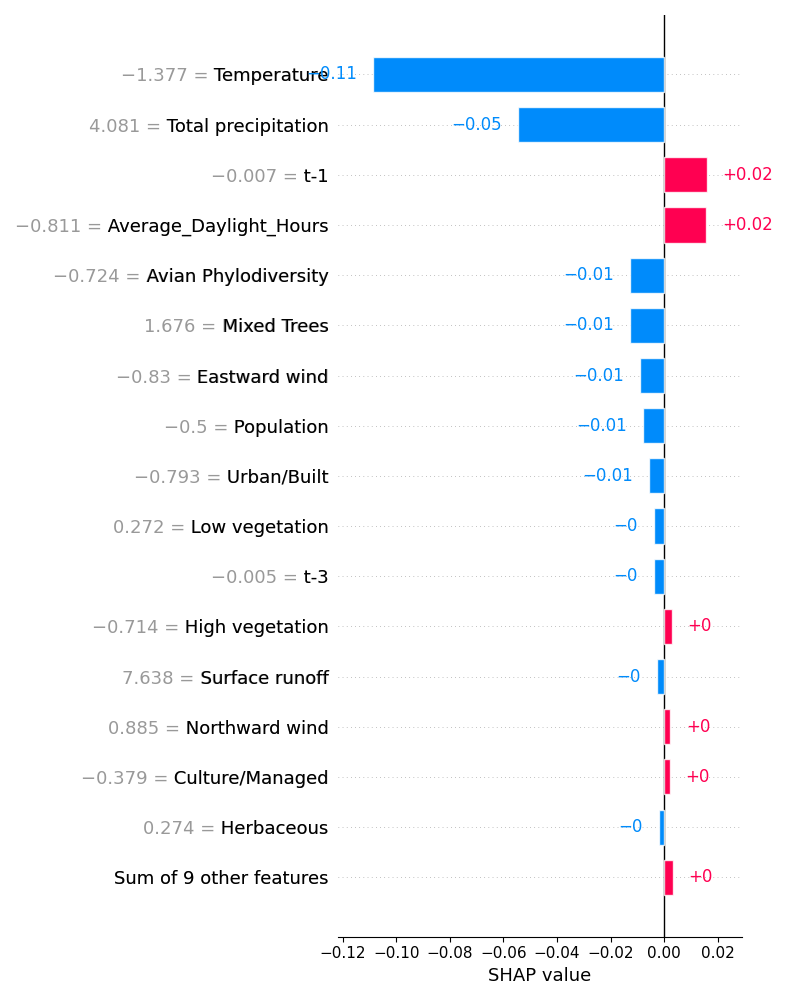 −1.377 = Temperature −0.11
4.081 = Total precipitation −0.05
−0.007 = t-1 +0.02
−0.811 = Average_Daylight_Hours +0.02
−0.724 = Avian Phylodiversity −0.01
1.676 = Mixed Trees −0.01
−0.83 = Eastward wind −0.01
−0.5 = Population −0.01
−0.793 = Urban/Built −0.01
0.272 = Low vegetation −0
−0.005 = t-3 −0
−0.714 = High vegetation +0
7.638 = Surface runoff −0
0.885 = Northward wind +0
−0.379 = Culture/Managed +0
0.274 = Herbaceous −0
Sum of 9 other features +0
−0.12 −0.10 −0.08 −0.06 −0.04 −0.02 0.00 0.02
SHAP value